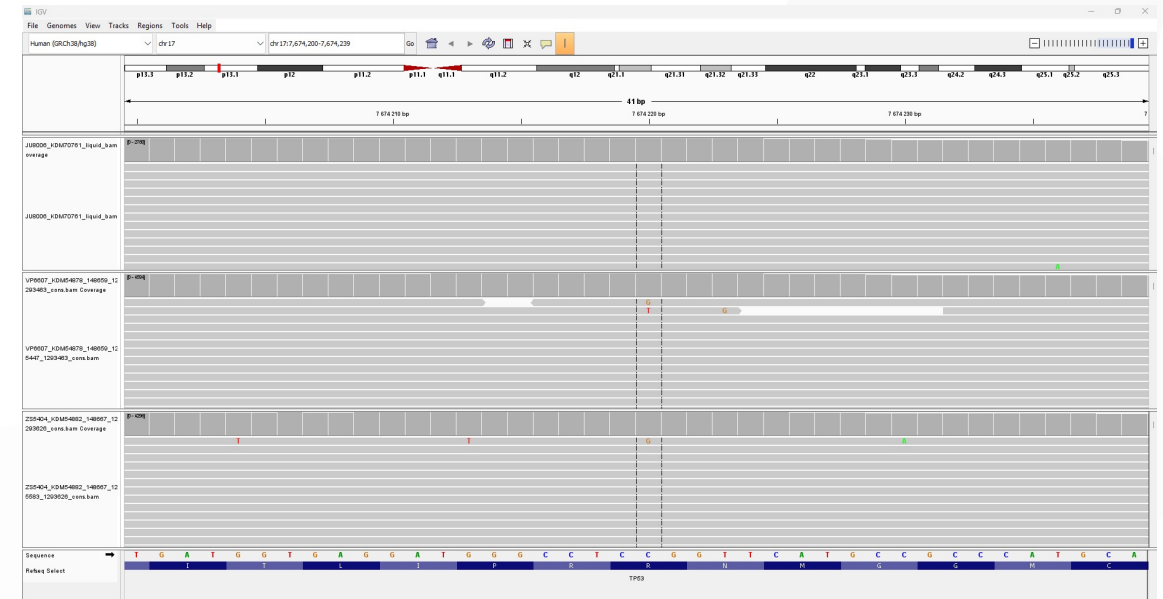 IGV
File Genomes View Tracks Regions Tools Help
Human (GRCh38/hg38) chr17 chr17:7,674,200-7,674,239 Go
p13.3 p13.2 p13.1 p12 p11.2 p11.1 q11.1 q11.2 q12 q21.1 q21.31 q21.32 q21.33 q22 q23.1 q23.3 q24.2 q24.3 q25.1 q25.2 q25.3
41 bp
7 674 210 bp 7 674 220 bp 7 674 230 bp 7
JU8006_KDM70761_liquid_bam
overage
JU8006_KDM70761_liquid_bam
A
VP6607_KDM54878_148659_12
293463_cons.bam Coverage
G
T G
VP6607_KDM54878_148659_12
5447_1293463_cons.bam
ZS5404_KDM54882_148667_12
293626_cons.bam Coverage
T T G A
ZS5404_KDM54882_148667_12
5583_1293626_cons.bam
Sequence T G A T G G T G A G G A T G G G C C T C C G G T T C A T G C C G C C C A T G C A
Refseq Select I T L I P R R N M G G M C
TP53